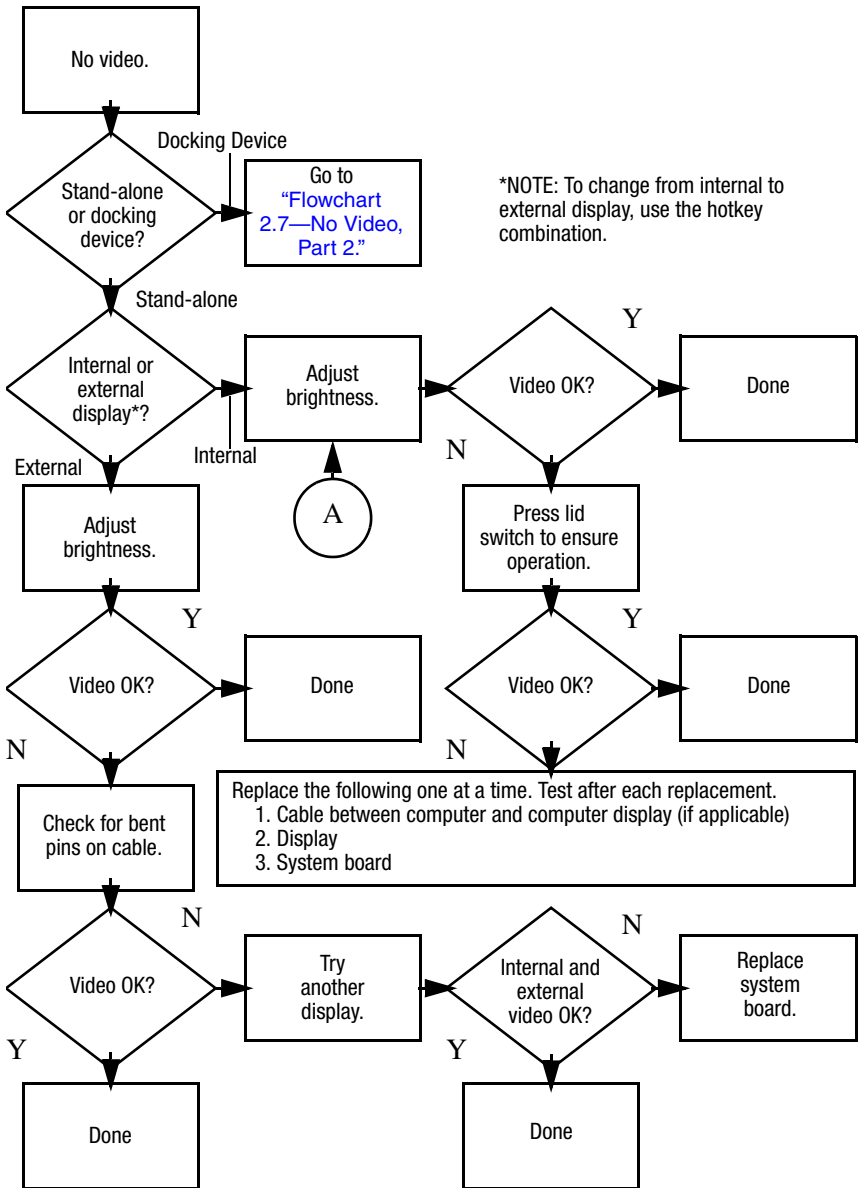 No video.
Docking Device
Stand-alone
or docking
device?
Go to
“Flowchart
2.7—No Video,
Part 2.”
*NOTE: To change from internal to
external display, use the hotkey
combination.
Stand-alone
Internal or
external
display*?
Internal
External
Adjust
brightness.
A
Video OK?
Y
Done
N
Press lid
switch to ensure
operation.
Adjust
brightness.
Video OK?
Y
Done
N
Video OK?
Y
Done
N
Replace the following one at a time. Test after each replacement.
1. Cable between computer and computer display (if applicable)
2. Display
3. System board
Check for bent
pins on cable.
Video OK?
N
Try
another
display.
Internal and
external
video OK?
N
Replace
system
board.
Y
Done
Y
Done